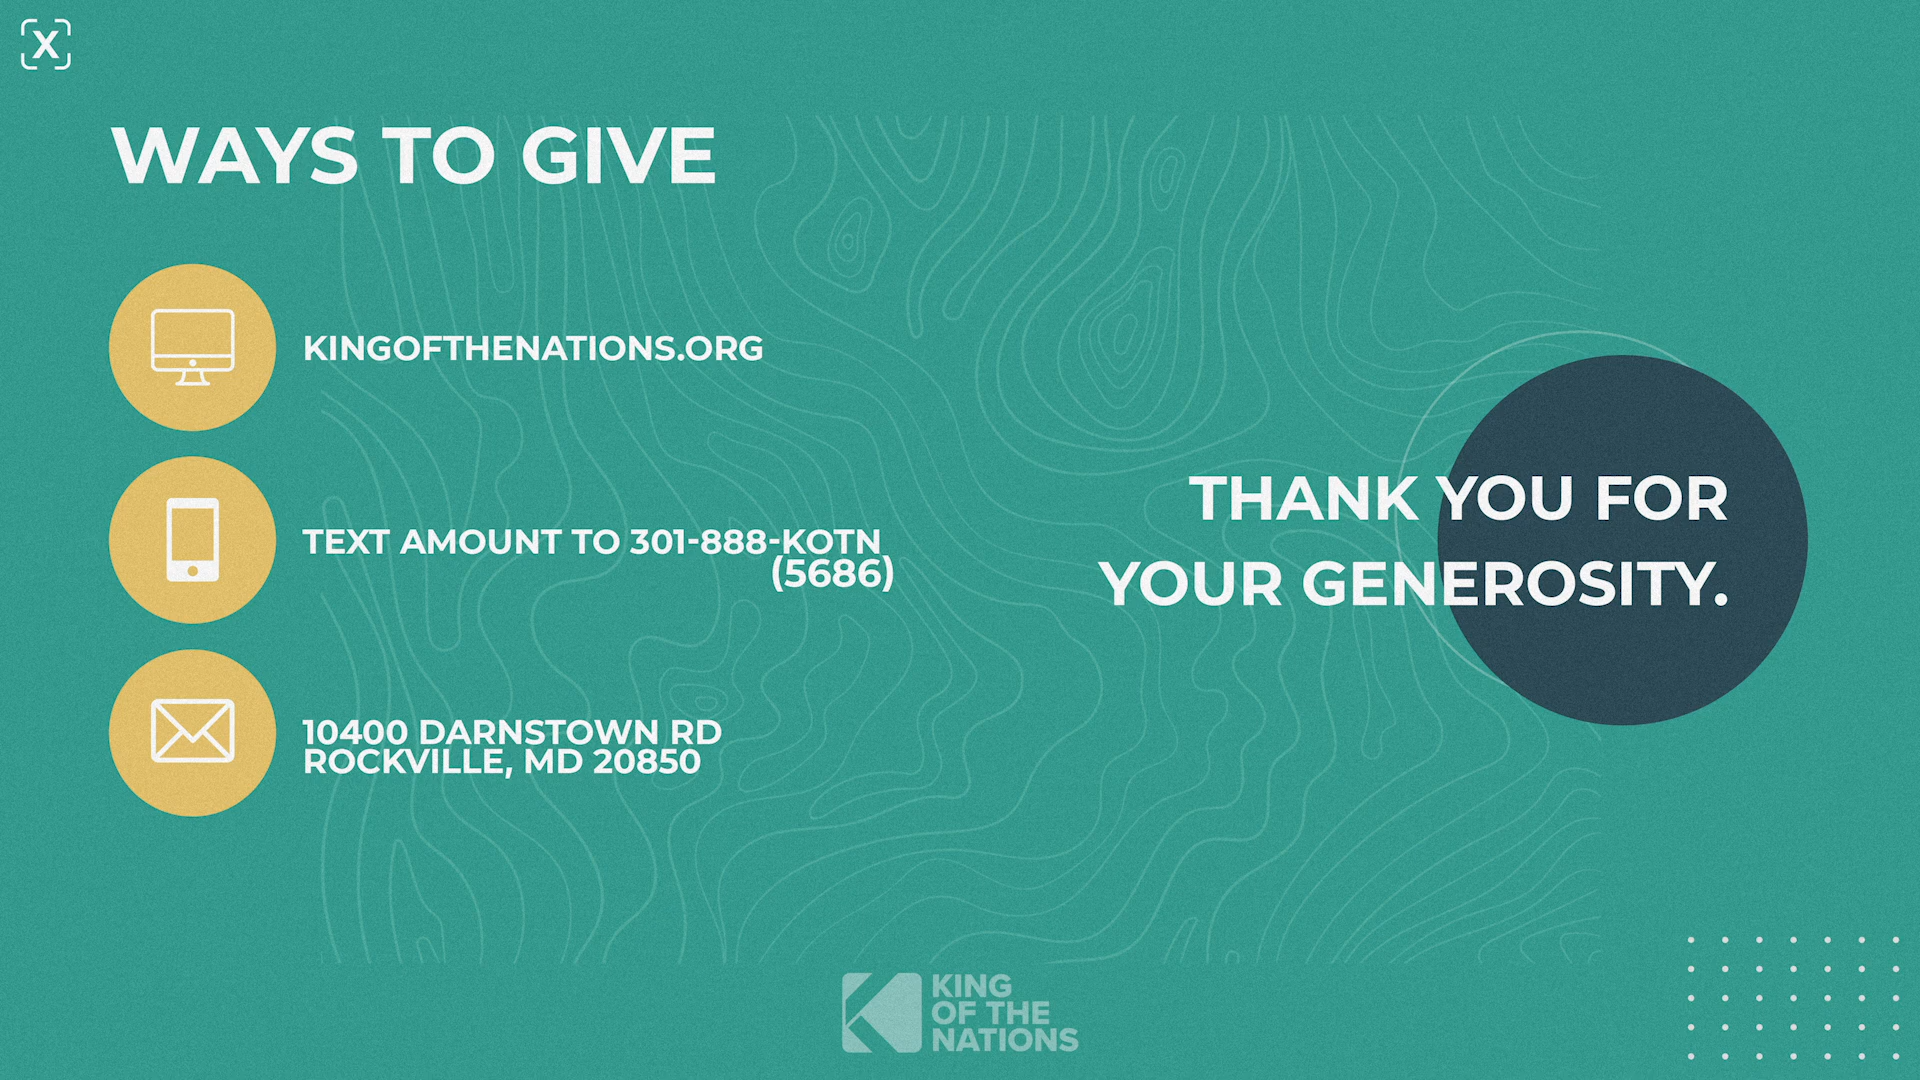 X
WAYS TO GIVE
KINGOFTHENATIONS.ORG
TEXT AMOUNT TO 301-888-KOTN
(5686)
10400 DARNSTOWN RD
ROCKVILLE, MD 20850
THANK YOU FOR
YOUR GENEROSITY.
KING
OF THE
NATIONS